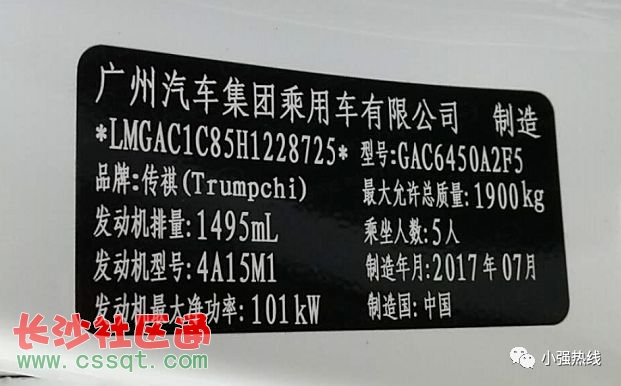 广州汽车集团乘用车有限公司 制造
*LMGAC1C85H1228725* 型号:GAC6450A2F5
品牌:传祺(Trumpchi) 最大允许总质量:1900kg
发动机排量:1495mL 乘坐人数:5人
发动机型号:4A15M1 制造年月:2017年07月
发动机最大净功率:101kW 制造国:中国
长沙社区通
www.cssqt.com
小强热线